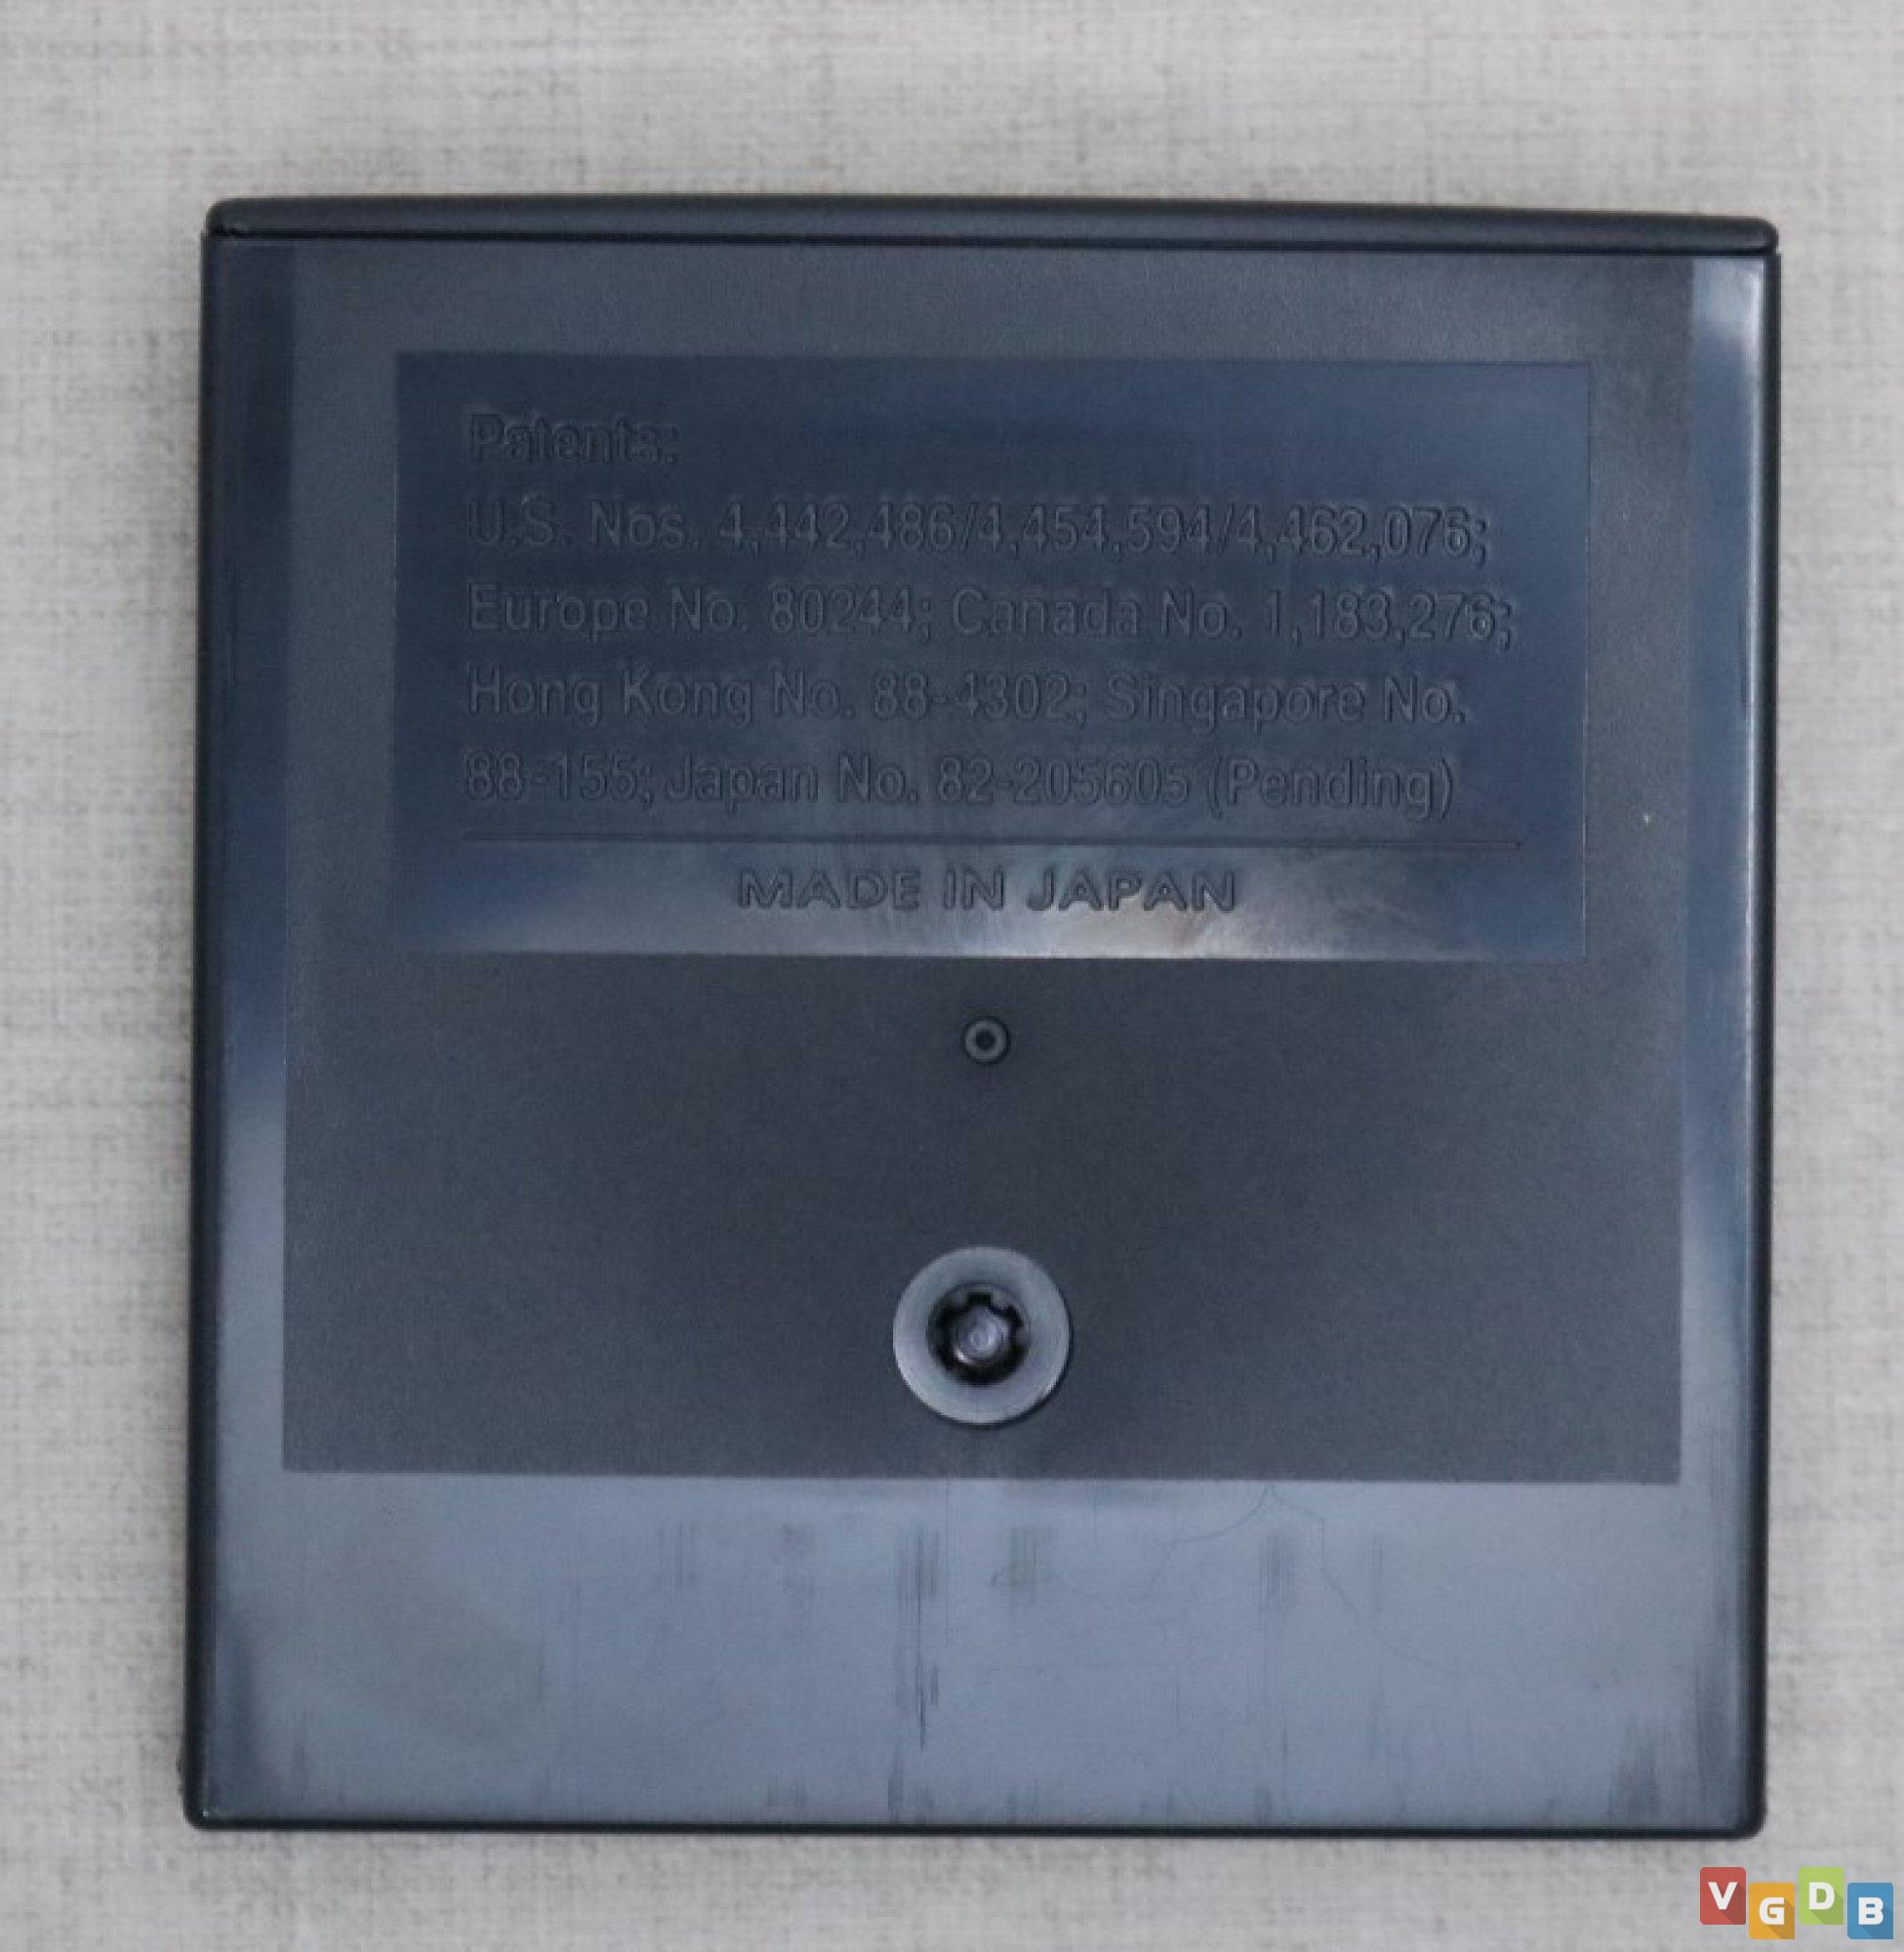 Patents:
U.S. Nos. 4,442,486/4,454,594/4,462,076;
Europe No. 80244; Canada No. 1,183,276;
Hong Kong No. 88-4302; Singapore No.
88-155; Japan No. 82-205605 (Pending)
MADE IN JAPAN
VGDB